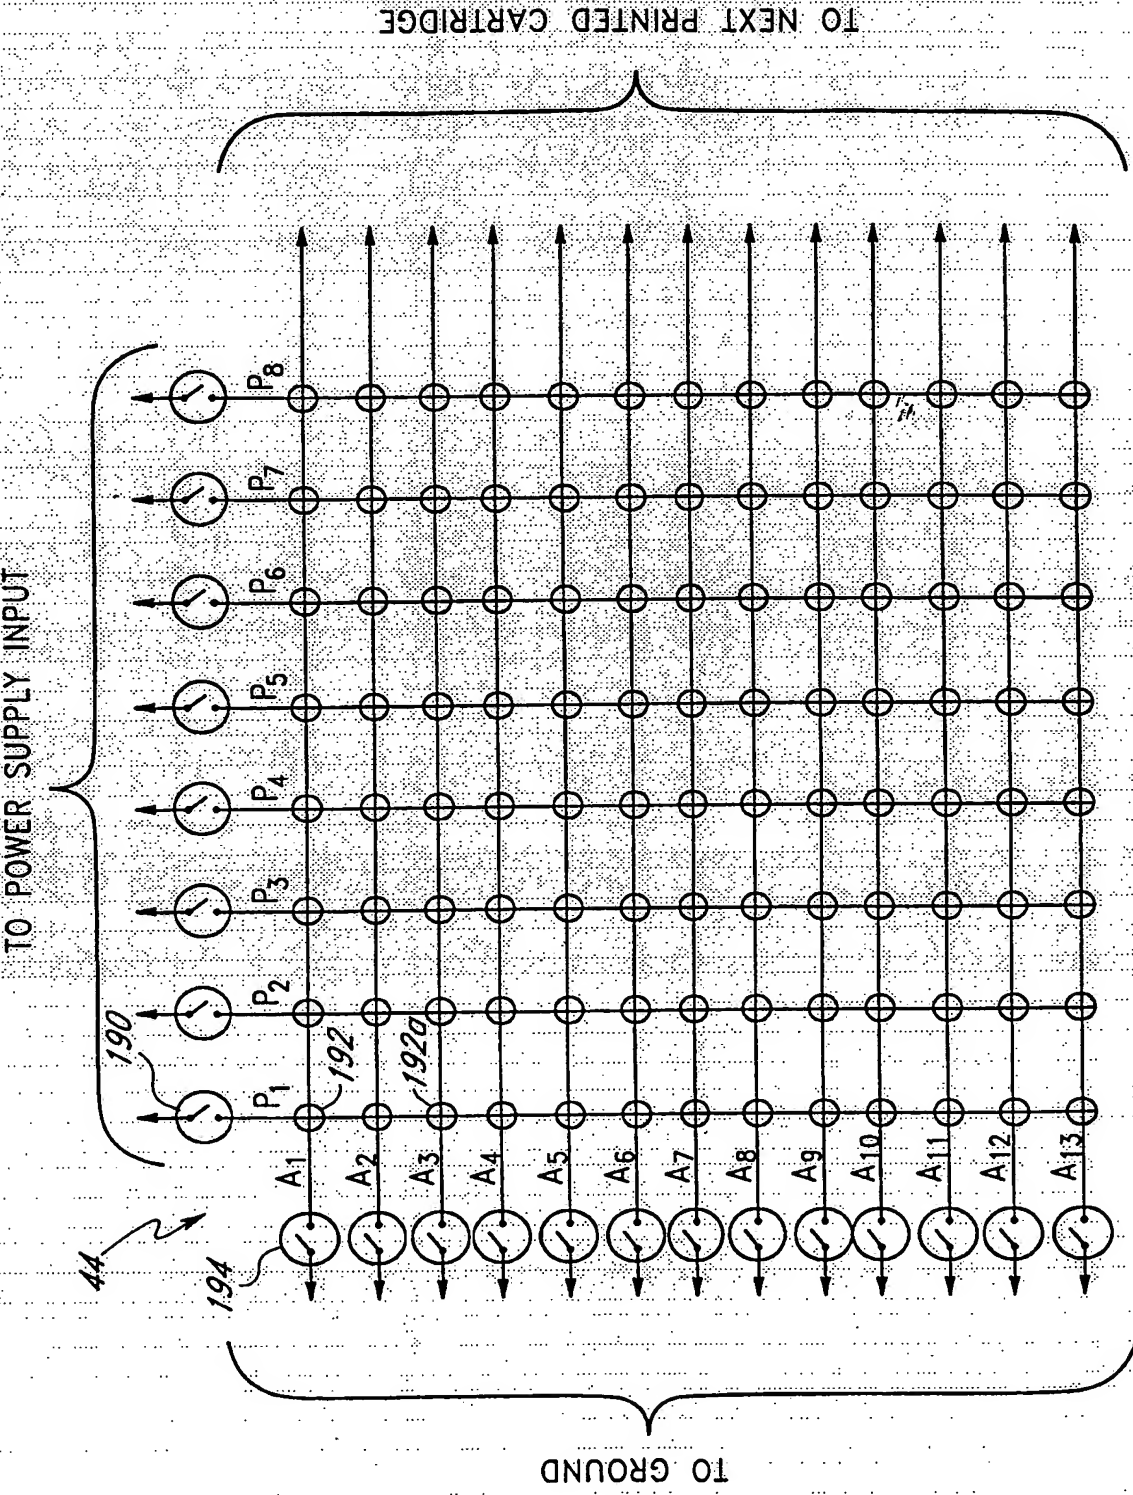 TO POWER SUPPLY INPUT
44
190
P1 P2 P3 P4 P5 P6 P7 P8
194
A1
192
A2
A3
192a
A4
A5
A6
A7
A8
A9
A10
A11
A12
A13
TO GROUND
TO NEXT PRINTED CARTRIDGE